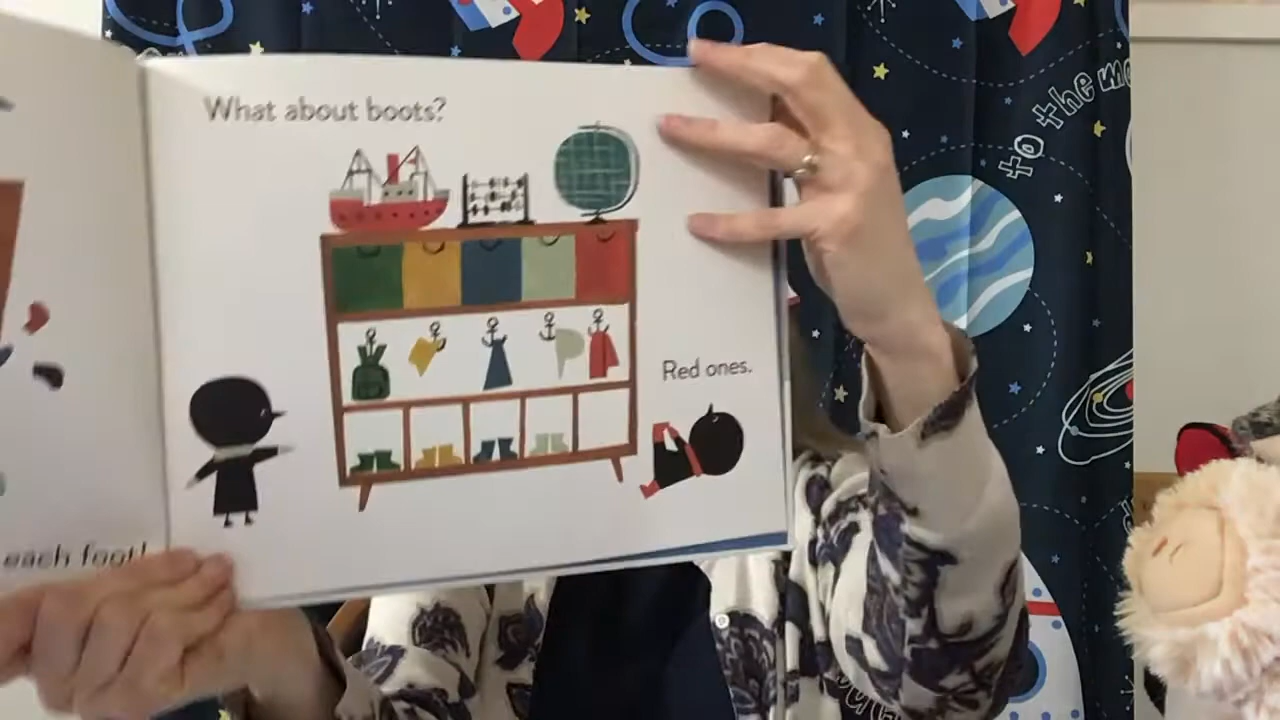 What about boots?
Red ones.
each foot!
to the mo